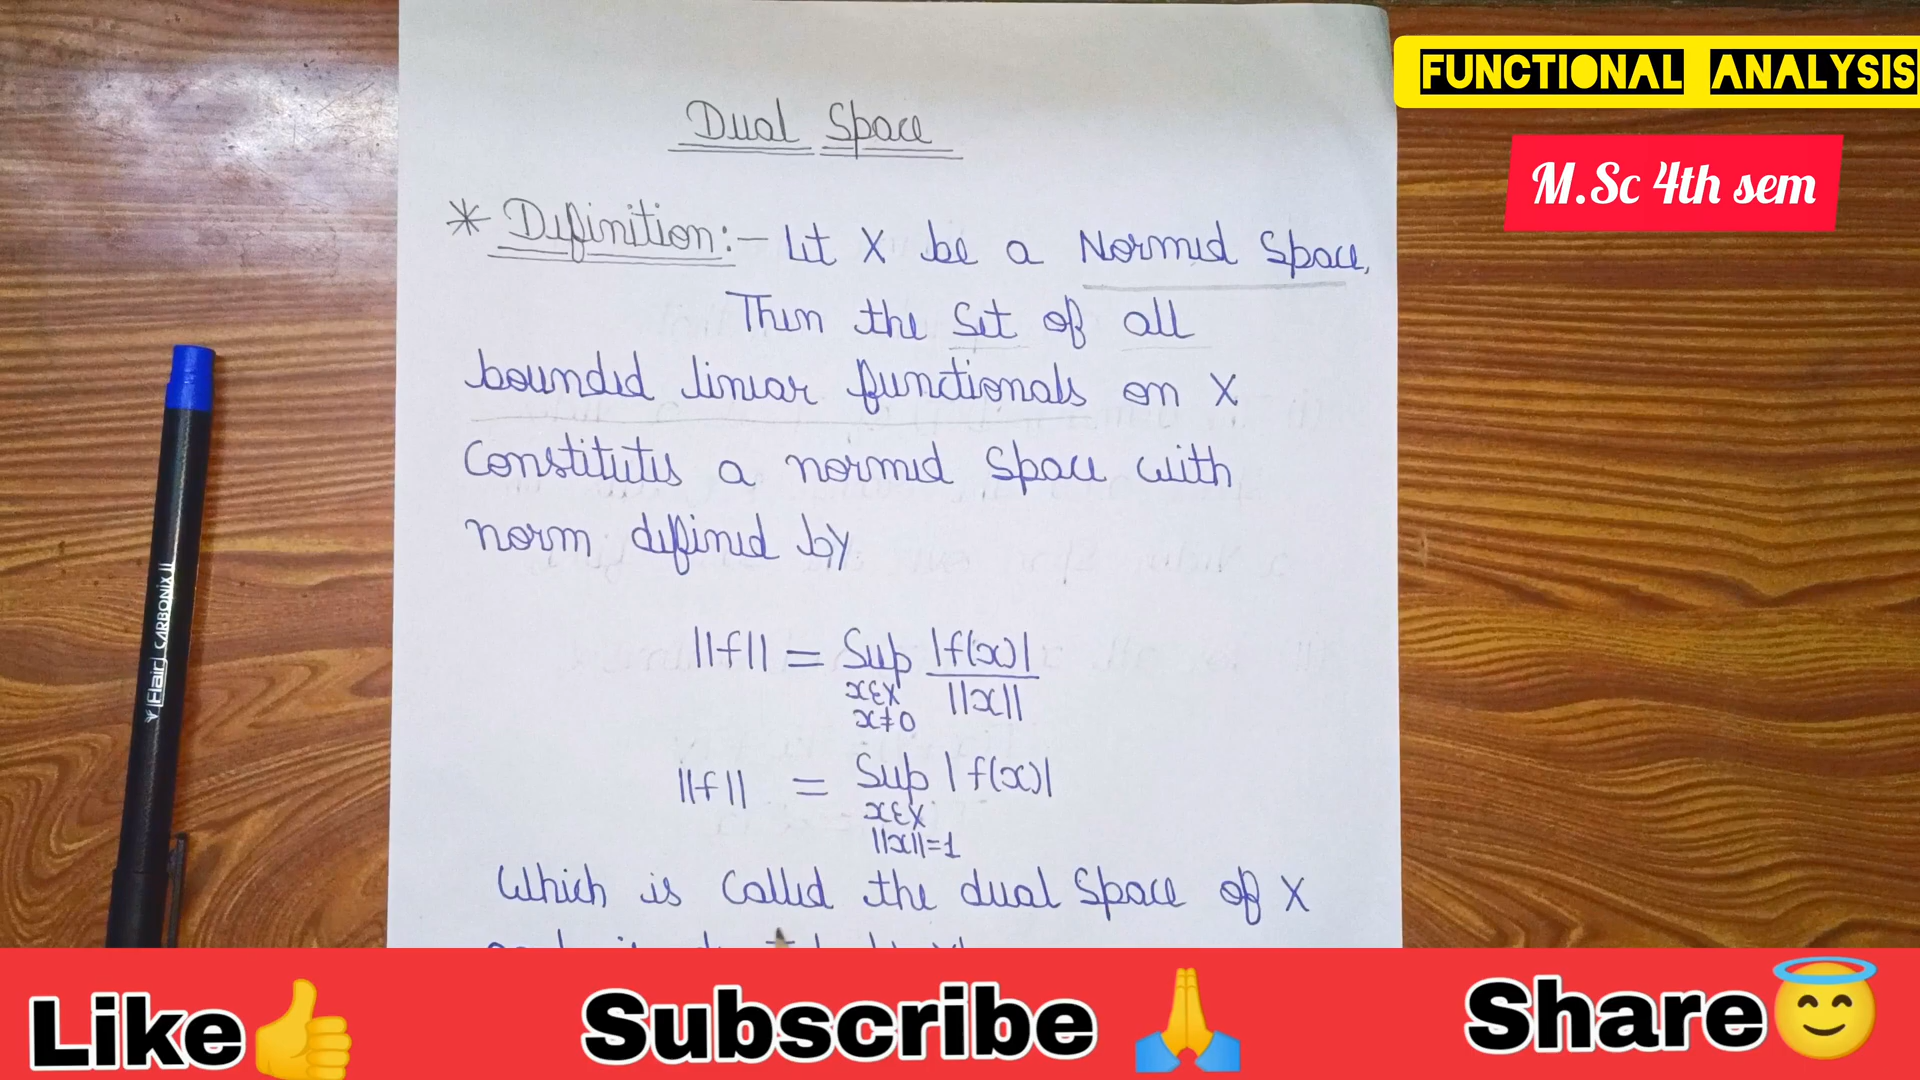 FUNCTIONAL ANALYSIS
M.Sc 4th sem
Dual Space
* Definition:- Let X be a Normed Space,
Then the Set of all
bounded linear functionals on X
Constitutes a normed Space with
norm defined by
||f|| = Sup |f(x)| / ||x||
x∈X
x≠0
||f|| = Sup |f(x)|
x∈X
||x||=1
Which is Called the dual Space of X
Flair CARBONIX
Like Subscribe Share